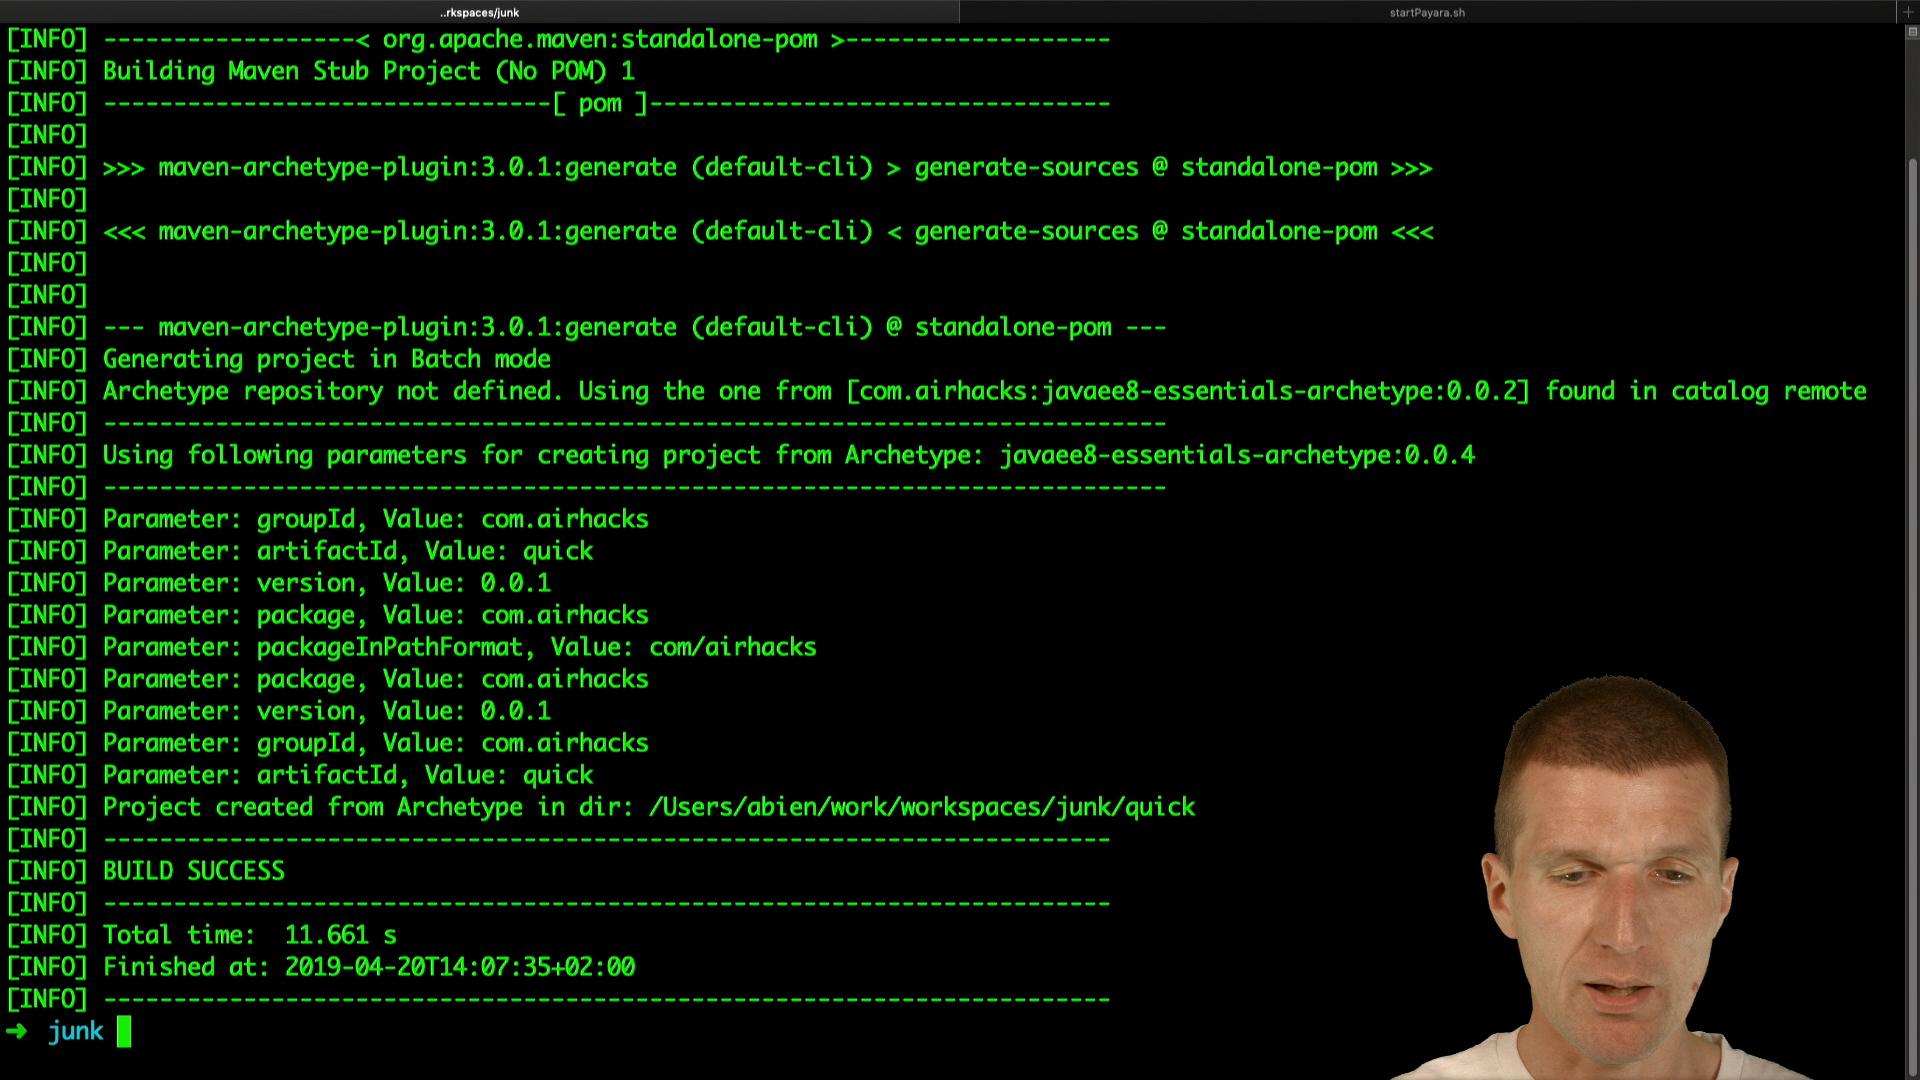 ..rkspaces/junk
startPayara.sh
+
[INFO] ------------------< org.apache.maven:standalone-pom >-------------------
[INFO] Building Maven Stub Project (No POM) 1
[INFO] --------------------------------[ pom ]---------------------------------
[INFO]
[INFO] >>> maven-archetype-plugin:3.0.1:generate (default-cli) > generate-sources @ standalone-pom >>>
[INFO]
[INFO] <<< maven-archetype-plugin:3.0.1:generate (default-cli) < generate-sources @ standalone-pom <<<
[INFO]
[INFO]
[INFO] --- maven-archetype-plugin:3.0.1:generate (default-cli) @ standalone-pom ---
[INFO] Generating project in Batch mode
[INFO] Archetype repository not defined. Using the one from [com.airhacks:javaee8-essentials-archetype:0.0.2] found in catalog remote
[INFO] ----------------------------------------------------------------------------
[INFO] Using following parameters for creating project from Archetype: javaee8-essentials-archetype:0.0.4
[INFO] ----------------------------------------------------------------------------
[INFO] Parameter: groupId, Value: com.airhacks
[INFO] Parameter: artifactId, Value: quick
[INFO] Parameter: version, Value: 0.0.1
[INFO] Parameter: package, Value: com.airhacks
[INFO] Parameter: packageInPathFormat, Value: com/airhacks
[INFO] Parameter: package, Value: com.airhacks
[INFO] Parameter: version, Value: 0.0.1
[INFO] Parameter: groupId, Value: com.airhacks
[INFO] Parameter: artifactId, Value: quick
[INFO] Project created from Archetype in dir: /Users/abien/work/workspaces/junk/quick
[INFO] ------------------------------------------------------------------------
[INFO] BUILD SUCCESS
[INFO] ------------------------------------------------------------------------
[INFO] Total time:  11.661 s
[INFO] Finished at: 2019-04-20T14:07:35+02:00
[INFO] ------------------------------------------------------------------------
➜ junk